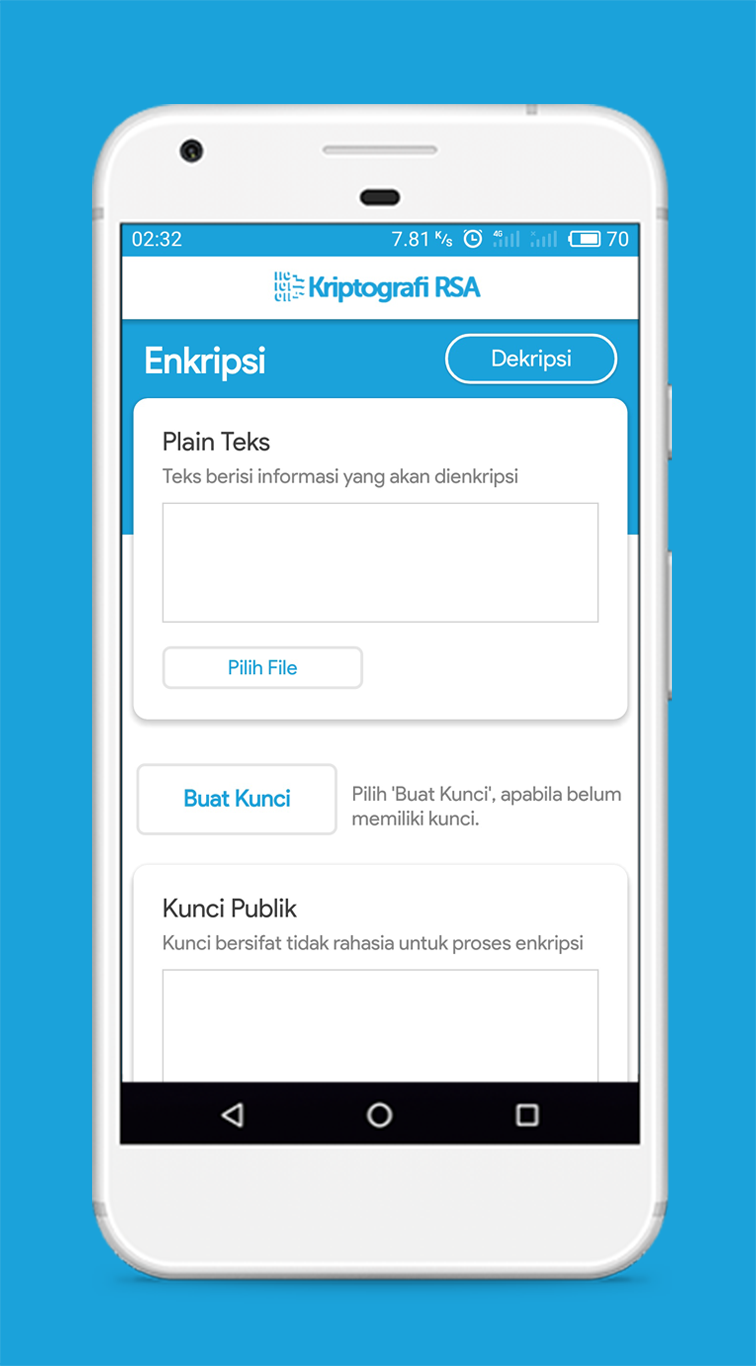 02:32 7.81 K/s 4G 70
Kriptografi RSA
Enkripsi Dekripsi
Plain Teks
Teks berisi informasi yang akan dienkripsi
Pilih File
Buat Kunci
Pilih 'Buat Kunci', apabila belum
memiliki kunci.
Kunci Publik
Kunci bersifat tidak rahasia untuk proses enkripsi